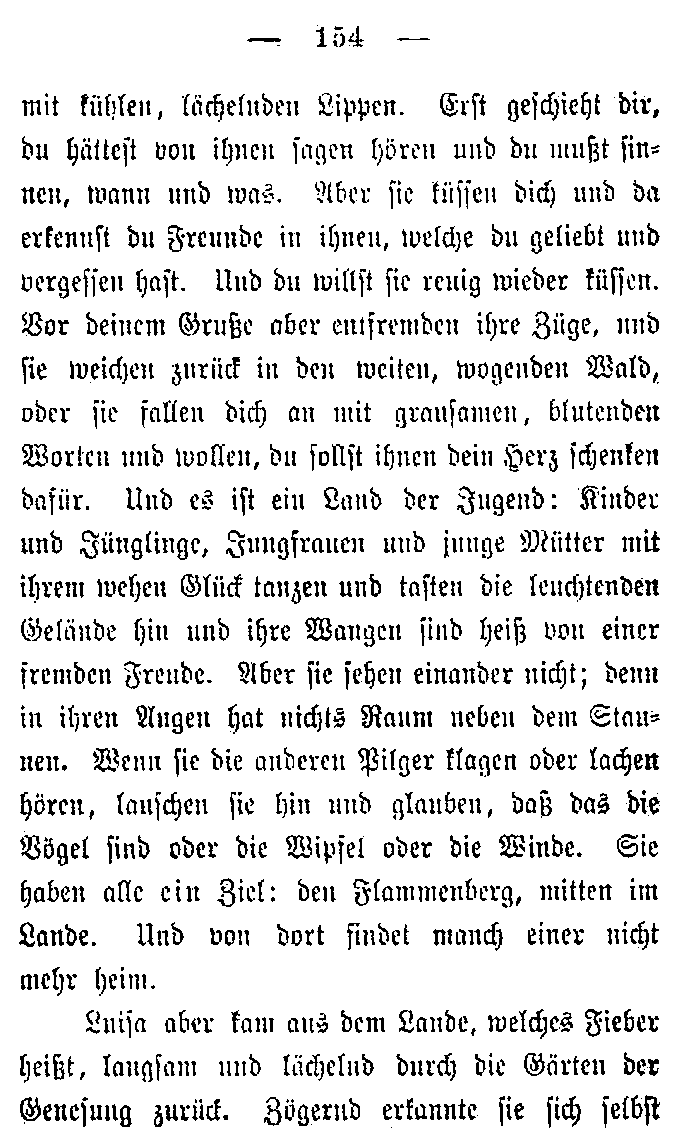 — 154 —
mit kühlen, lächelnden Lippen. Erst geschieht dir,
du hättest von ihnen sagen hören und du mußt sin-
nen, wann und was. Aber sie küssen dich und da
erkennst du Freunde in ihnen, welche du geliebt und
vergessen hast. Und du willst sie reuig wieder küssen.
Vor deinem Gruße aber entfremden ihre Züge, und
sie weichen zurück in den weiten, wogenden Wald,
oder sie fallen dich an mit grausamen, blutenden
Worten und wollen, du sollst ihnen dein Herz schenken
dafür. Und es ist ein Land der Jugend: Kinder
und Jünglinge, Jungfrauen und junge Mütter mit
ihrem wehen Glück tanzen und tasten die leuchtenden
Gelände hin und ihre Wangen sind heiß von einer
fremden Freude. Aber sie sehen einander nicht; denn
in ihren Augen hat nichts Raum neben dem Stau-
nen. Wenn sie die anderen Pilger klagen oder lachen
hören, lauschen sie hin und glauben, daß das die
Vögel sind oder die Wipfel oder die Winde. Sie
haben alle ein Ziel: den Flammenberg, mitten im
Lande. Und von dort findet manch einer nicht
mehr heim.
Luisa aber kam aus dem Lande, welches Fieber
heißt, langsam und lächelnd durch die Gärten der
Genesung zurück. Zögernd erkannte sie sich selbst